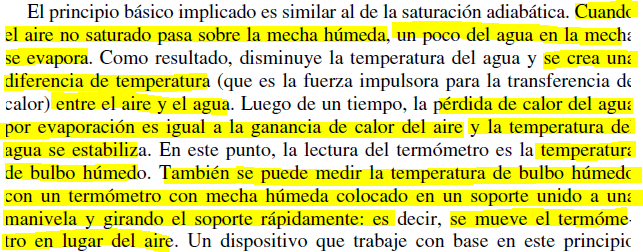 El principio básico implicado es similar al de la saturación adiabática. Cuando
el aire no saturado pasa sobre la mecha húmeda, un poco del agua en la mecha
se evapora. Como resultado, disminuye la temperatura del agua y se crea una
diferencia de temperatura (que es la fuerza impulsora para la transferencia de
calor) entre el aire y el agua. Luego de un tiempo, la pérdida de calor del agua
por evaporación es igual a la ganancia de calor del aire y la temperatura de
agua se estabiliza. En este punto, la lectura del termómetro es la temperatura
de bulbo húmedo. También se puede medir la temperatura de bulbo húmedo
con un termómetro con mecha húmeda colocado en un soporte unido a una
manivela y girando el soporte rápidamente: es decir, se mueve el termóme-
tro en lugar del aire. Un dispositivo que trabaje con base en este principio